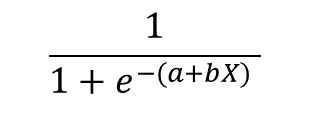 1
1 + e^{-(a+bX)}